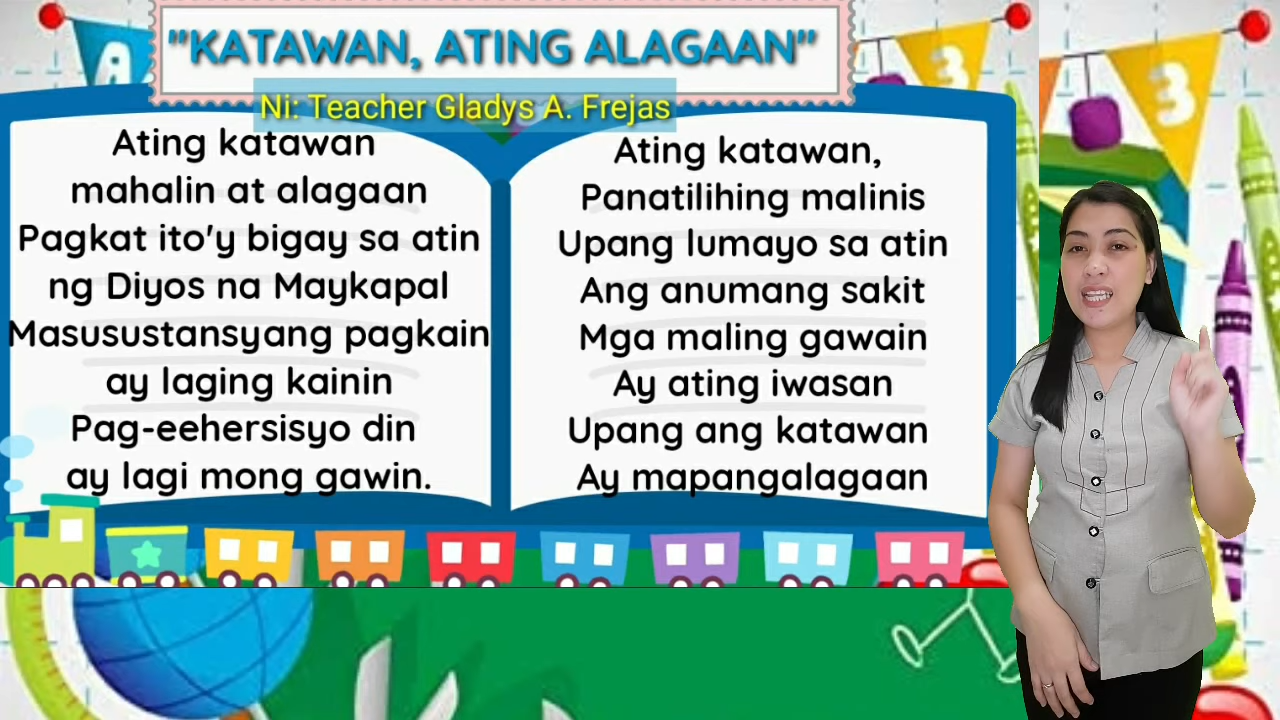 "KATAWAN, ATING ALAGAAN"
Ni: Teacher Gladys A. Frejas
Ating katawan
mahalin at alagaan
Pagkat ito'y bigay sa atin
ng Diyos na Maykapal
Masusustansyang pagkain
ay laging kainin
Pag-eehersisyo din
ay lagi mong gawin.
Ating katawan,
Panatilihing malinis
Upang lumayo sa atin
Ang anumang sakit
Mga maling gawain
Ay ating iwasan
Upang ang katawan
Ay mapangalagaan
A
3
3